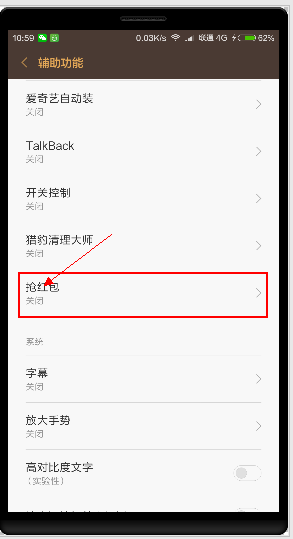 10:59 0.03K/s 联通 4G 62%
辅助功能
爱奇艺自动装
关闭
TalkBack
关闭
开关控制
关闭
猎豹清理大师
关闭
抢红包
关闭
系统
字幕
关闭
放大手势
关闭
高对比度文字
（实验性）